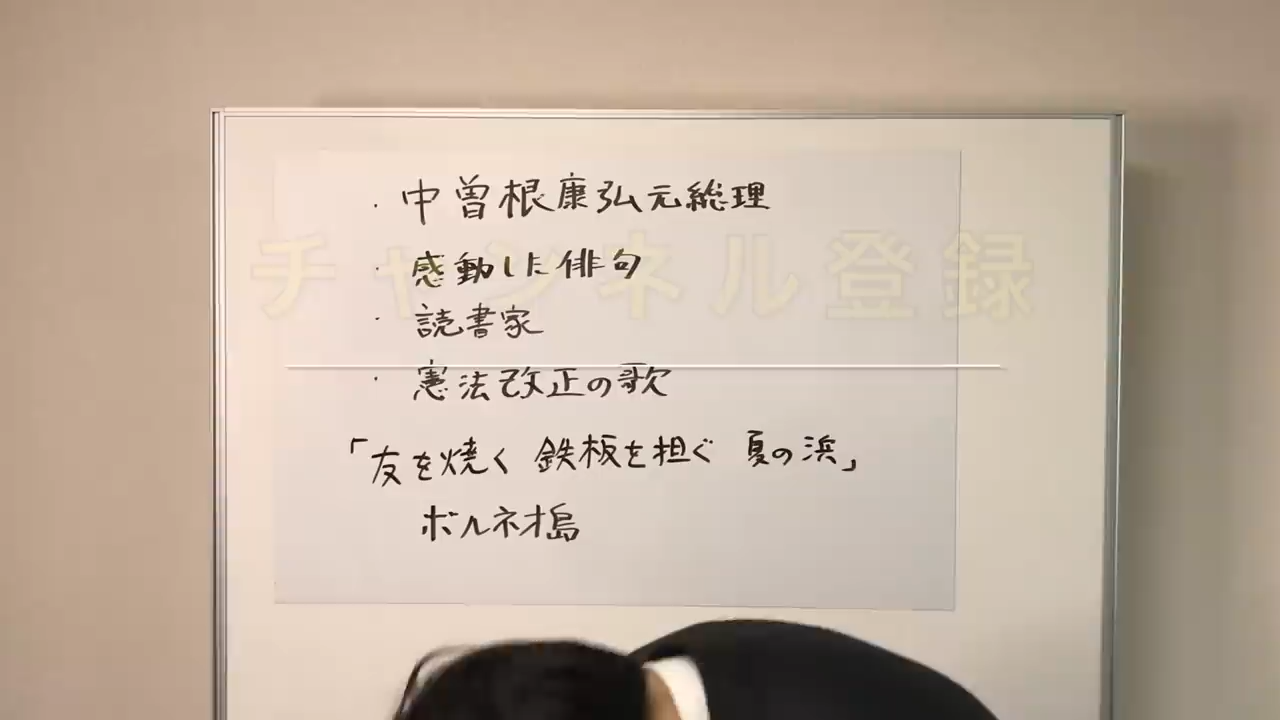 ・中曽根康弘元総理
チャンネル登録
・感動した俳句
・読書家
・憲法改正の歌
「友を焼く 鉄板を担ぐ 夏の浜」
ボルネオ島